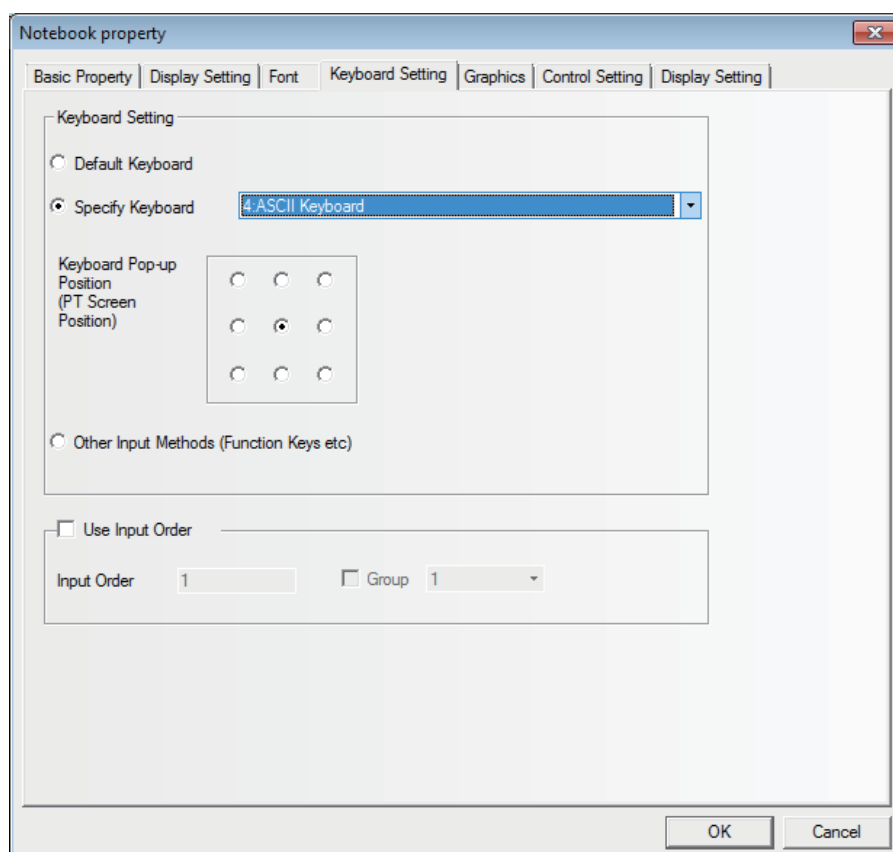 Notebook property
Basic Property Display Setting Font Keyboard Setting Graphics Control Setting Display Setting
Keyboard Setting
Default Keyboard
Specify Keyboard 4:ASCII Keyboard
Keyboard Pop-up
Position
(PT Screen
Position)
Other Input Methods (Function Keys etc)
Use Input Order
Input Order 1 Group 1
OK Cancel